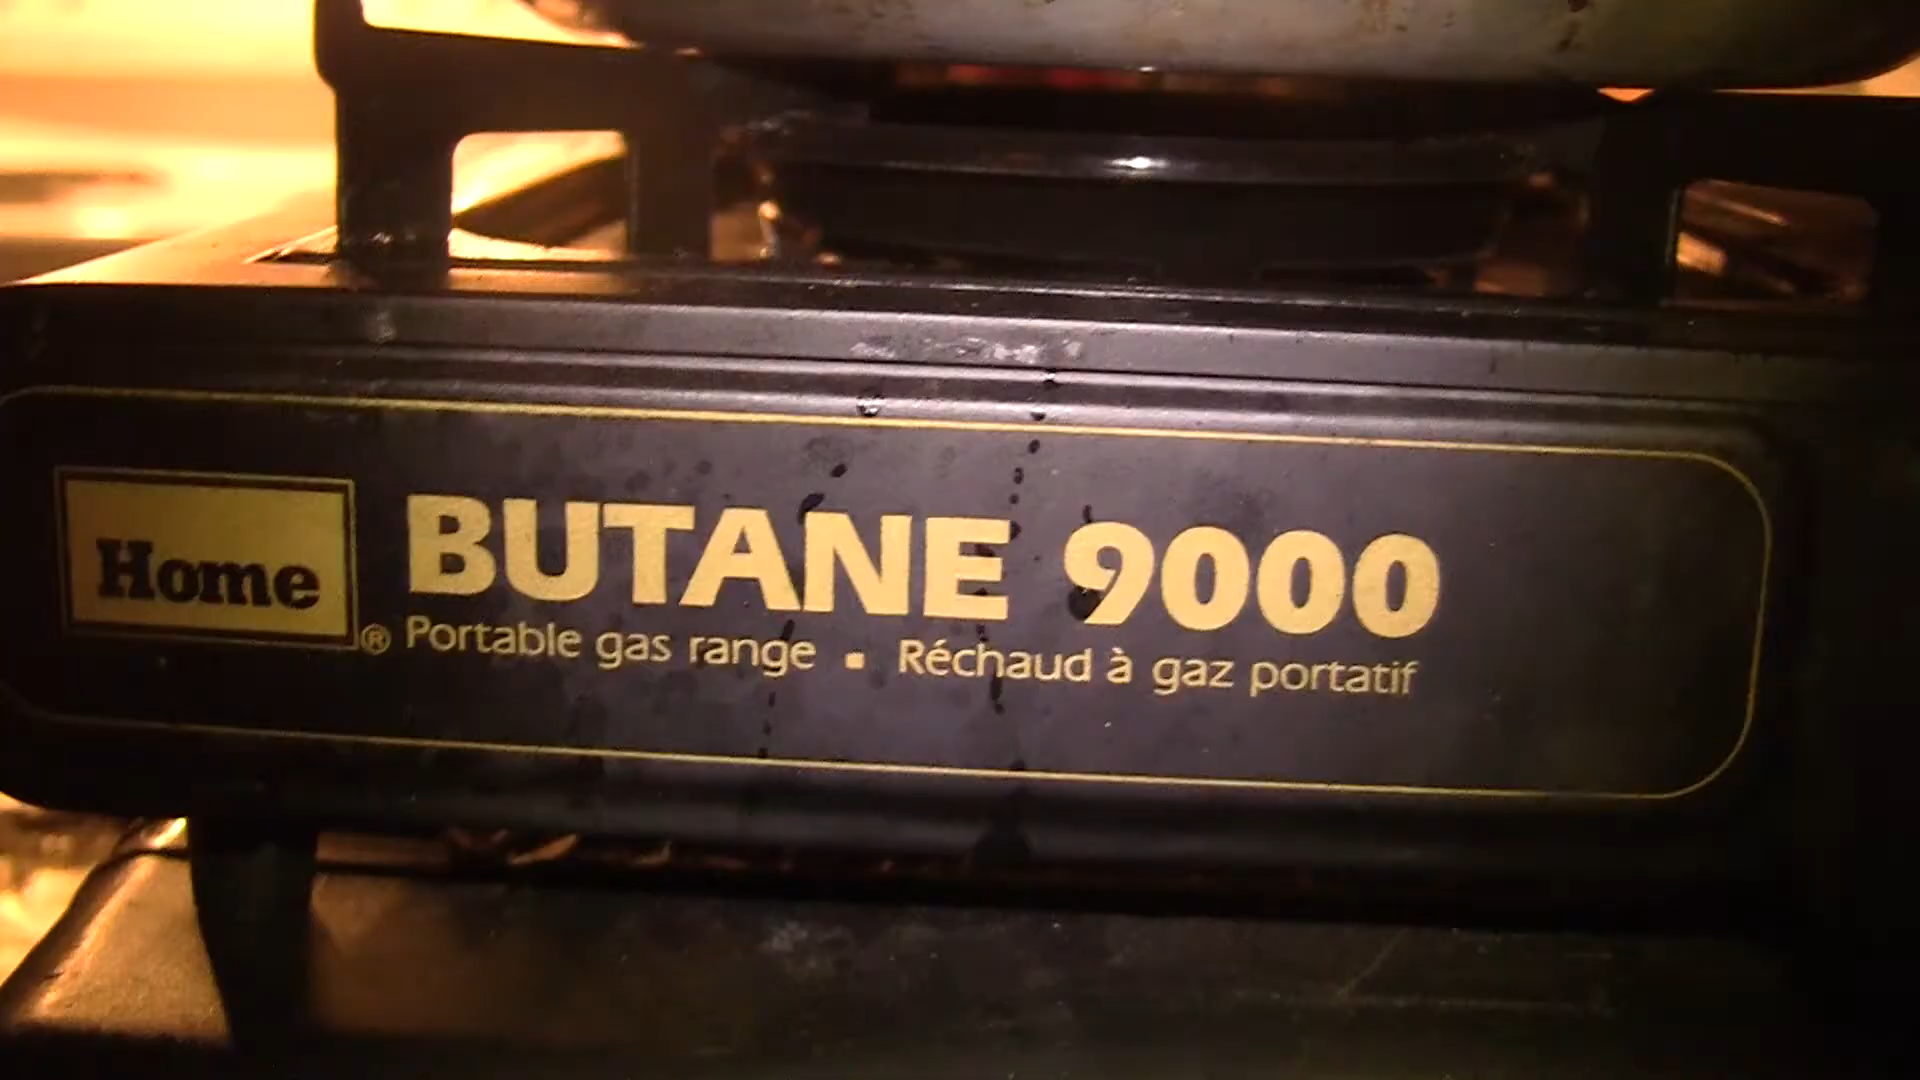 Home ® BUTANE 9000
Portable gas range ▪ Réchaud à gaz portatif